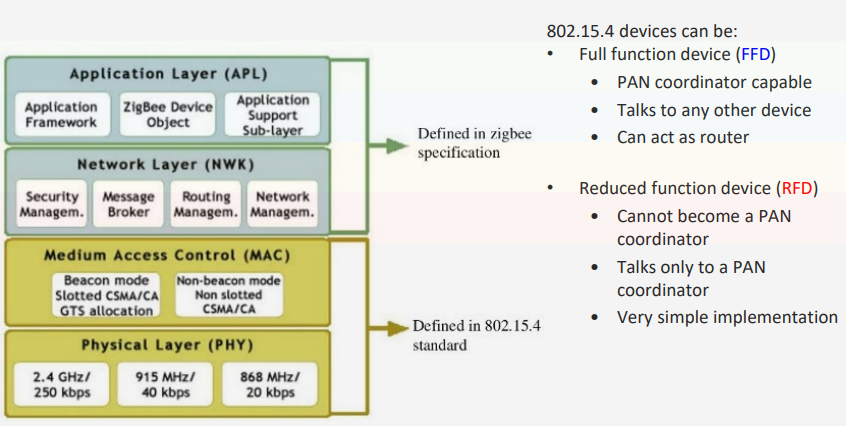 Application Layer (APL)
Application
Framework
ZigBee Device
Object
Application
Support
Sub-layer
Network Layer (NWK)
Security
Managem.
Message
Broker
Routing
Managem.
Network
Managem.
Medium Access Control (MAC)
Beacon mode
Slotted CSMA/CA
GTS allocation
Non-beacon mode
Non slotted
CSMA/CA
Physical Layer (PHY)
2.4 GHz/
250 kbps
915 MHz/
40 kbps
868 MHz/
20 kbps
Defined in zigbee
specification
Defined in 802.15.4
standard
802.15.4 devices can be:
• Full function device (FFD)
• PAN coordinator capable
• Talks to any other device
• Can act as router
• Reduced function device (RFD)
• Cannot become a PAN
coordinator
• Talks only to a PAN
coordinator
• Very simple implementation